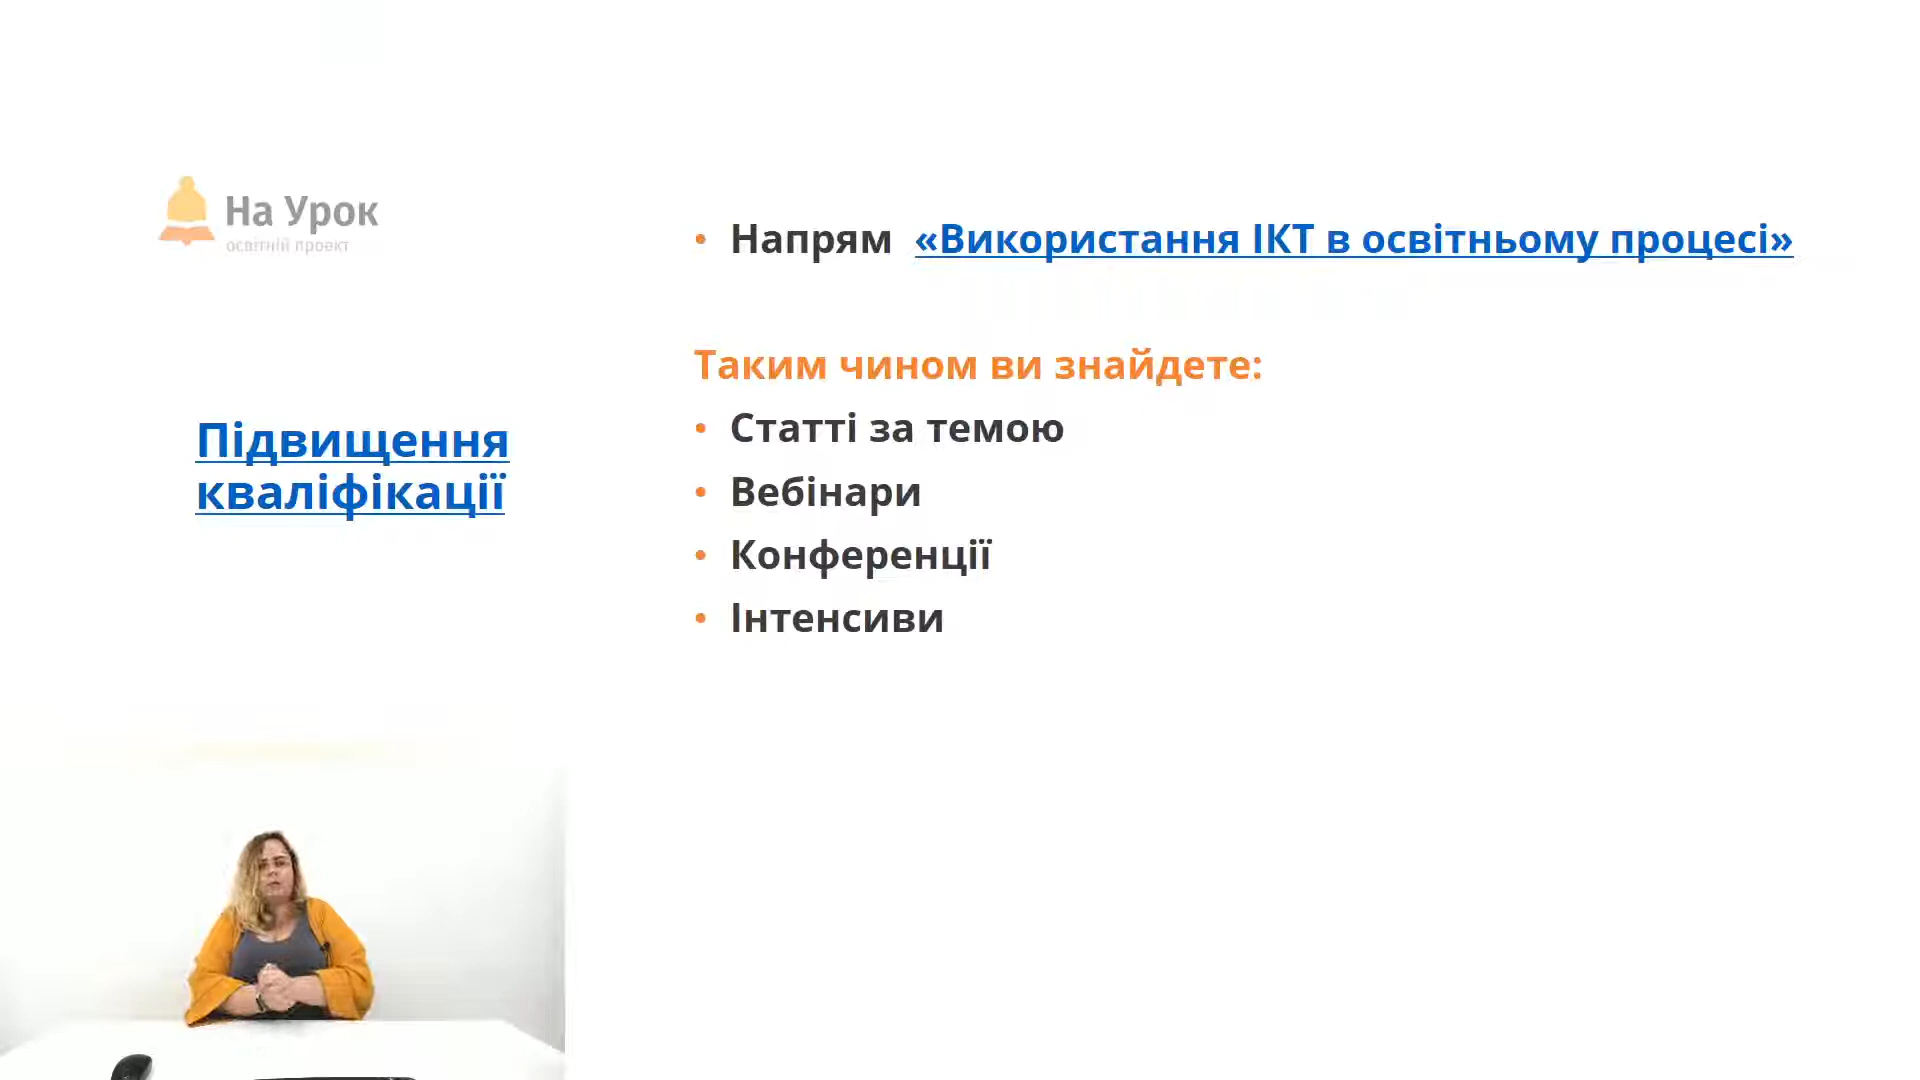 На Урок
освітній проект
Підвищення
кваліфікації
• Напрям «Використання ІКТ в освітньому процесі»
Таким чином ви знайдете:
• Статті за темою
• Вебінари
• Конференції
• Інтенсиви